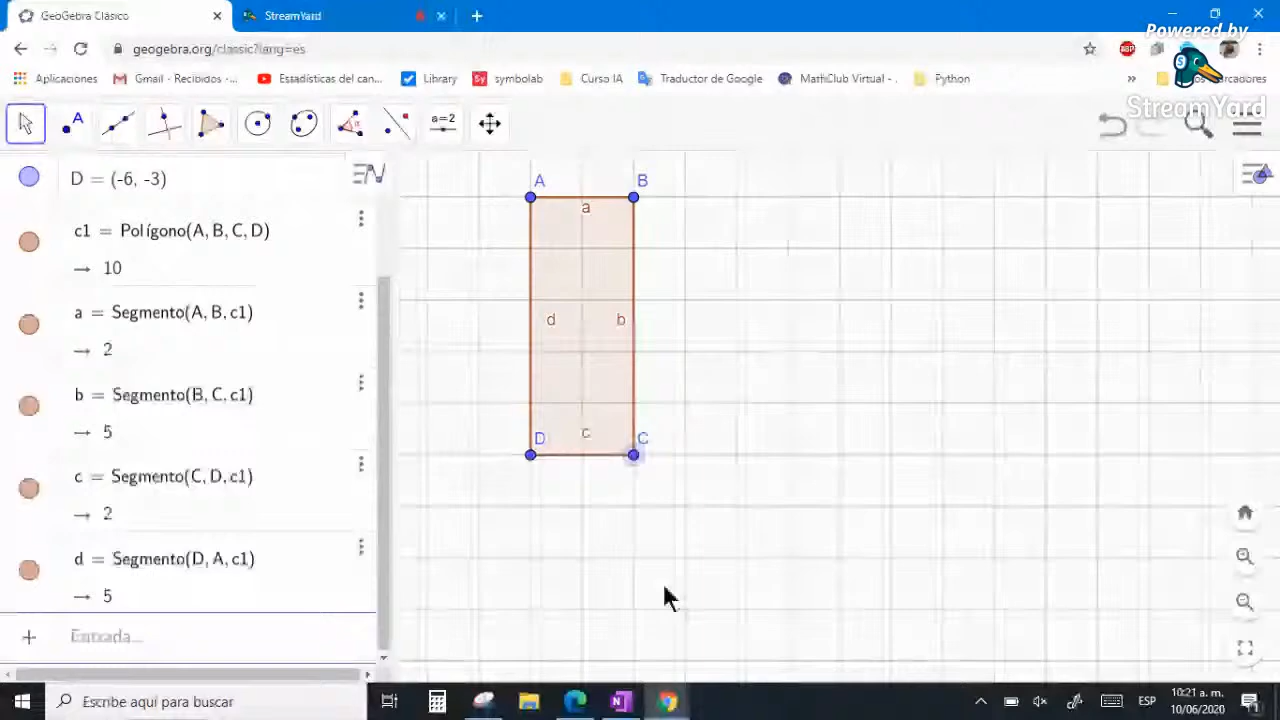 GeoGebra Clásico
StreamYard
Powered by
geogebra.org/classic?lang=es
Aplicaciones
Gmail - Recibidos -...
Estadísticas del can...
Library
Sy
symbolab
Curso IA
Traductor de Google
MathClub Virtual - .
Python
»
StreamYard
A
a=2
D = (-6, -3)
c1 = Polígono(A, B, C, D)
→ 10
a = Segmento(A, B, c1)
→ 2
b = Segmento(B, C, c1)
→ 5
c = Segmento(C, D, c1)
→ 2
d = Segmento(D, A, c1)
→ 5
+ Entrada...
A
B
a
d
b
D
c
C
Escribe aquí para buscar
ESP
10:21 a. m.
10/06/2020